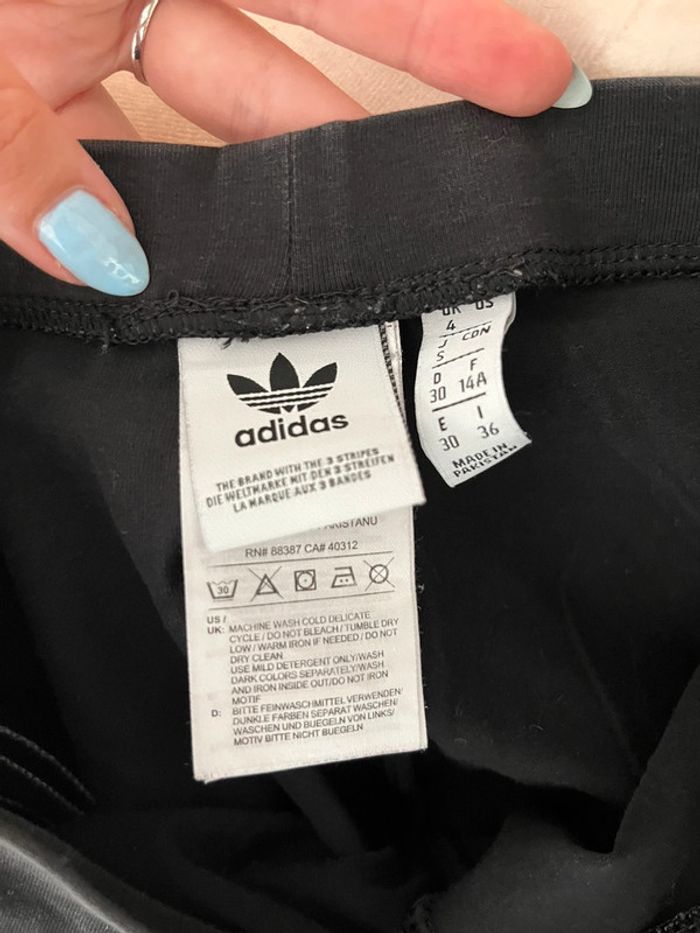 adidas
THE BRAND WITH THE 3 STRIPES
DIE WELTMARKE MIT DEN 3 STREIFEN
LA MARQUE AUX 3 BANDES
RN# 88387 CA# 40312
30
US /
UK: MACHINE WASH COLD DELICATE
CYCLE / DO NOT BLEACH / TUMBLE DRY
LOW / WARM IRON IF NEEDED / DO NOT
DRY CLEAN
USE MILD DETERGENT ONLY/WASH
DARK COLORS SEPARATELY/WASH
AND IRON INSIDE OUT/DO NOT IRON
MOTIF
D: BITTE FEINWASCHMITTEL VERWENDEN/
DUNKLE FARBEN SEPARAT WASCHEN/
WASCHEN UND BUEGELN VON LINKS/
MOTIV BITTE NICHT BUEGELN
UK US
4
J CDN
S
D F
30 14A
E I
30 36
MADE IN
PAKISTAN